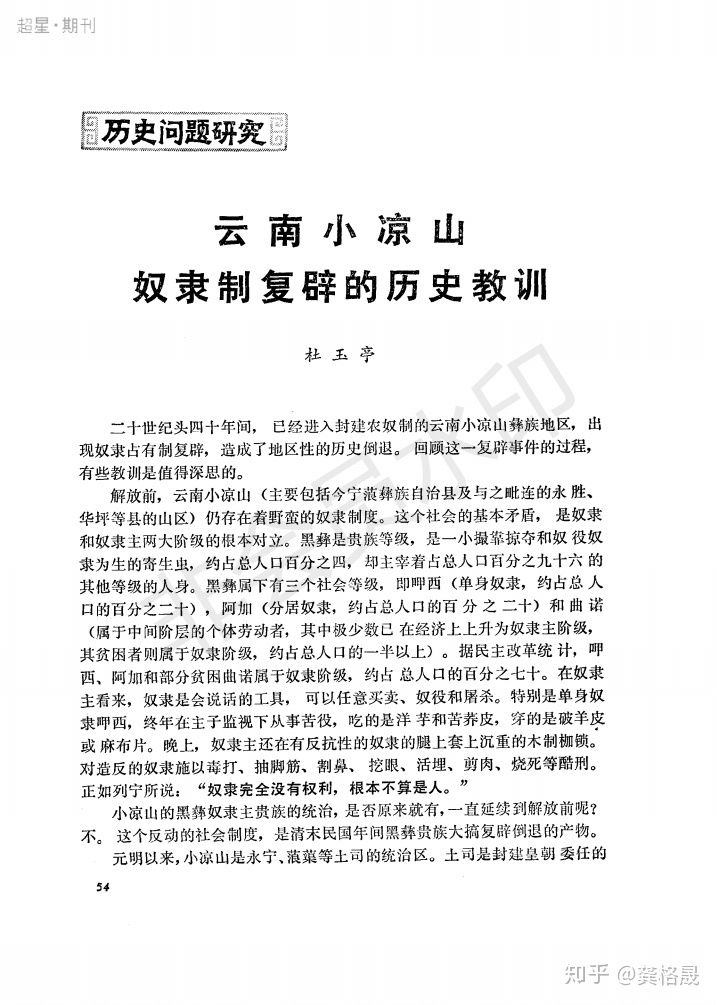 超星·期刊
历史问题研究
云南小凉山
奴隶制复辟的历史教训
杜玉亭
二十世纪头四十年间，已经进入封建农奴制的云南小凉山彝族地区，出
现奴隶占有制复辟，造成了地区性的历史倒退。回顾这一复辟事件的过程，
有些教训是值得深思的。
解放前，云南小凉山（主要包括今宁蒗彝族自治县及与之毗连的永胜、
华坪等县的山区）仍存在着野蛮的奴隶制度。这个社会的基本矛盾，是奴隶
和奴隶主两大阶级的根本对立。黑彝是贵族等级，是一小撮靠掠夺和奴役奴
隶为生的寄生虫，约占总人口百分之四，却主宰着占总人口百分之九十六的
其他等级的人身。黑彝属下有三个社会等级，即呷西（单身奴隶，约占总人
口的百分之二十），阿加（分居奴隶，约占总人口的百分之二十）和曲诺
（属于中间阶层的个体劳动者，其中极少数已在经济上上升为奴隶主阶级，
其贫困者则属于奴隶阶级，约占总人口的一半以上）。据民主改革统计，呷
西、阿加和部分贫困曲诺属于奴隶阶级，约占总人口的百分之七十。在奴隶
主看来，奴隶是会说话的工具，可以任意买卖、奴役和屠杀。特别是单身奴
隶呷西，终年在主子监视下从事苦役，吃的是洋芋和苦荞皮，穿的是破羊皮
或麻布片。晚上，奴隶主还在有反抗性的奴隶的腿上套上沉重的木制枷锁。
对造反的奴隶施以毒打、抽脚筋、割鼻、挖眼、活埋、剪肉、烧死等酷刑。
正如列宁所说：“奴隶完全没有权利，根本不算是人。”
小凉山的黑彝奴隶主贵族的统治，是否原来就有，一直延续到解放前呢？
不。这个反动的社会制度，是清末民国年间黑彝贵族大搞复辟倒退的产物。
元明以来，小凉山是永宁、蒗蕖等土司的统治区。土司是封建皇朝委任的
54
非会员水印
知乎 @龚格晟